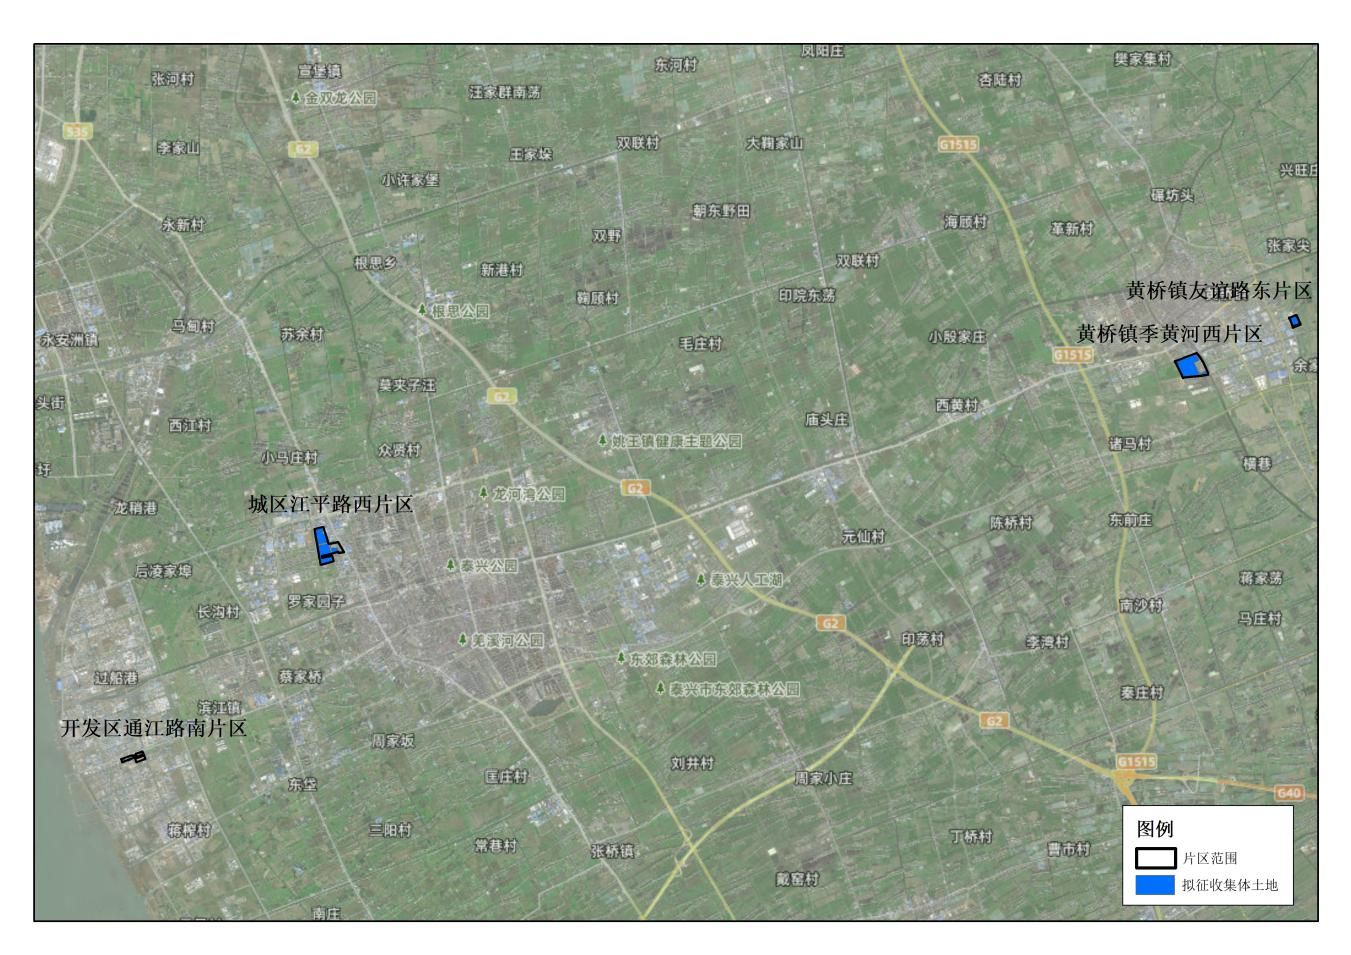 凤阳庄
樊家集村
张河村
宣堡镇
东河村
杏陆村
金双龙公园
汪家群南荡
S35
李家山
G2
王家垛
双联村
大鞠家山
G1515
兴旺庄
小许家堡
碾坊头
永新村
朝东野田
海顾村
革新村
双野
张家尖
根思乡
新港村
双联村
鞠顾村
印院东荡
黄桥镇友谊路东片区
根思公园
马甸村
苏余村
永安洲镇
毛庄村
小殷家庄
黄桥镇季黄河西片区
G1515
余家
莫夹子汪
G2
头街
西江村
庙头庄
西黄村
姚王镇健康主题公园
诸马村
众贤村
小马庄村
圩
横巷
G2
龙河湾公园
龙稍港
城区江平路西片区
陈桥村
东前庄
元仙村
后凌家埠
泰兴公园
泰兴人工湖
蒋家荡
罗家园子
长沟村
南沙村
马庄村
G2
羌溪河公园
印荡村
李湾村
东郊森林公园
过船港
蔡家桥
泰兴市东郊森林公园
秦庄村
滨江镇
G2
开发区通江路南片区
周家坂
刘井村
G1515
匡庄村
周家小庄
东垈
G40
蒋榨村
三阳村
常巷村
张桥镇
丁桥村
曹市村
戴窑村
南庄
图例
片区范围
拟征收集体土地